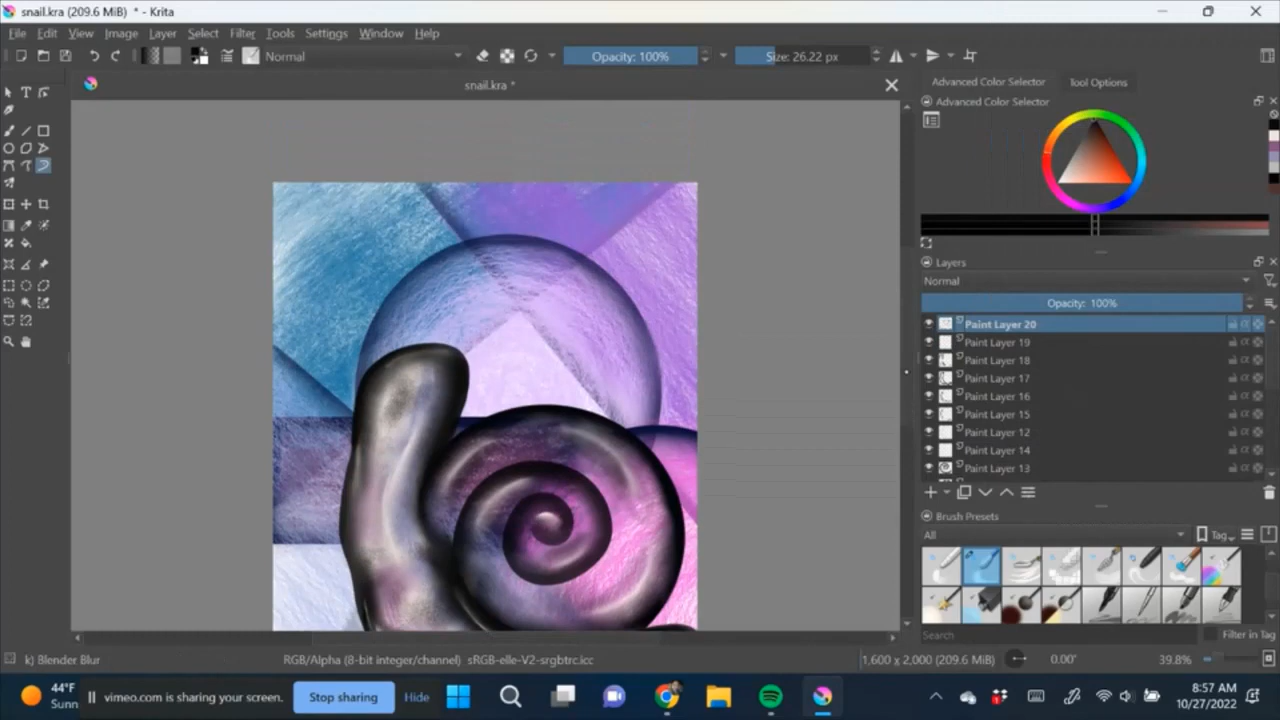 snail.kra (209.6 MiB) * - Krita
File Edit View Image Layer Select Filter Tools Settings Window Help
Normal Opacity: 100% Size: 26.22 px
snail.kra *
Advanced Color Selector Tool Options
Advanced Color Selector
Layers
Normal
Opacity: 100%
Paint Layer 20
Paint Layer 19
Paint Layer 18
Paint Layer 17
Paint Layer 16
Paint Layer 15
Paint Layer 12
Paint Layer 14
Paint Layer 13
Brush Presets
All Tag
Search Filter in Tag
k) Blender Blur RGB/Alpha (8-bit integer/channel) sRGB-elle-V2-srgbtrc.icc 1,600 x 2,000 (209.6 MiB) 0.00° 39.8%
44°F
Sunn
vimeo.com is sharing your screen. Stop sharing Hide
8:57 AM
10/27/2022